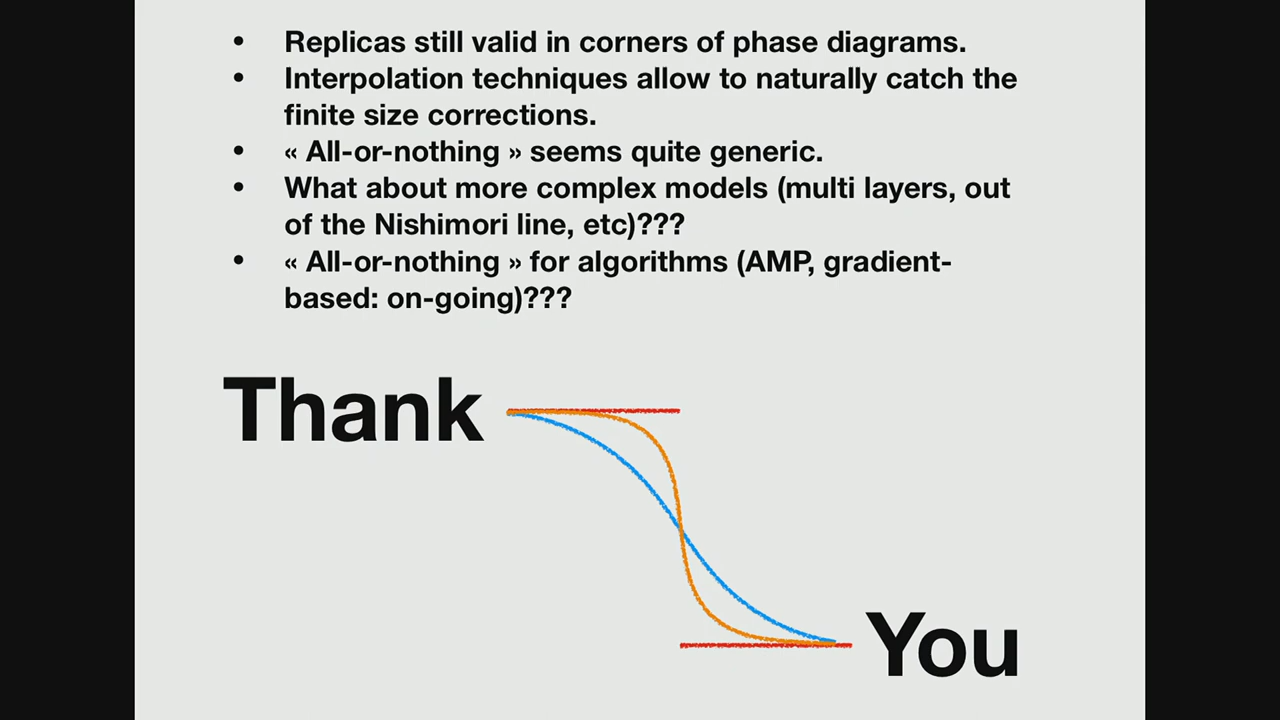 • Replicas still valid in corners of phase diagrams.
• Interpolation techniques allow to naturally catch the
finite size corrections.
• « All-or-nothing » seems quite generic.
• What about more complex models (multi layers, out
of the Nishimori line, etc)???
• « All-or-nothing » for algorithms (AMP, gradient-
based: on-going)???
Thank
You